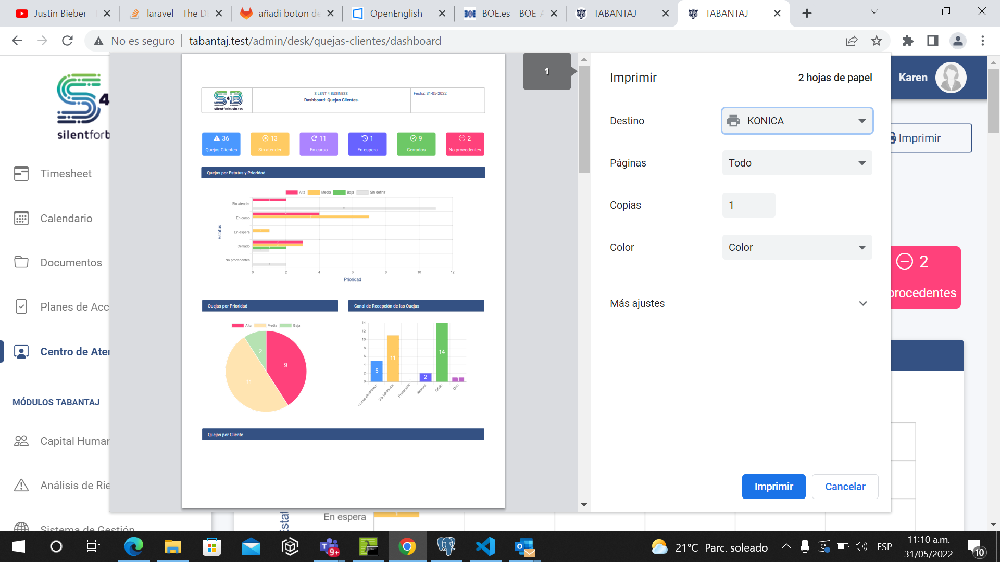 Justin Bieber -
laravel - The D
añadi boton de
OpenEnglish
BOE.es - BOE-A
TABANTAJ
TABANTAJ
No es seguro
tabantaj.test/admin/desk/quejas-clientes/dashboard
silentforb
Timesheet
Calendario
Documentos
Planes de Acc
Centro de Aten
MÓDULOS TABANTAJ
Capital Human
Análisis de Rie
Sistema de Gestión
S4B
silentforbusiness
SILENT 4 BUSINESS
Dashboard: Quejas Clientes.
Fecha: 31-05-2022
36
Quejas Clientes
13
Sin atender
11
En curso
1
En espera
9
Cerrados
2
No procedentes
Quejas por Estatus y Prioridad
Alta Media Baja Sin definir
Sin atender
En curso
En espera
Cerrado
No procedentes
Estatus
0 2 4 6 8 10 12
Prioridad
Quejas por Prioridad
Alta Media Baja
2
9
11
Canal de Recepción de las Quejas
14
12
10
8
6
4
2
0
5
11
2
14
1
Correo electrónico
Vía telefónica
Presencial
Remota
Oficio
Otro
Quejas por Cliente
1
Imprimir
2 hojas de papel
Destino
KONICA
Páginas
Todo
Copias
1
Color
Color
Más ajustes
Imprimir
Cancelar
Karen
Imprimir
2
procedentes
Estat
En espera
1
9+
21°C Parc. soleado
ESP
11:10 a.m.
31/05/2022
10